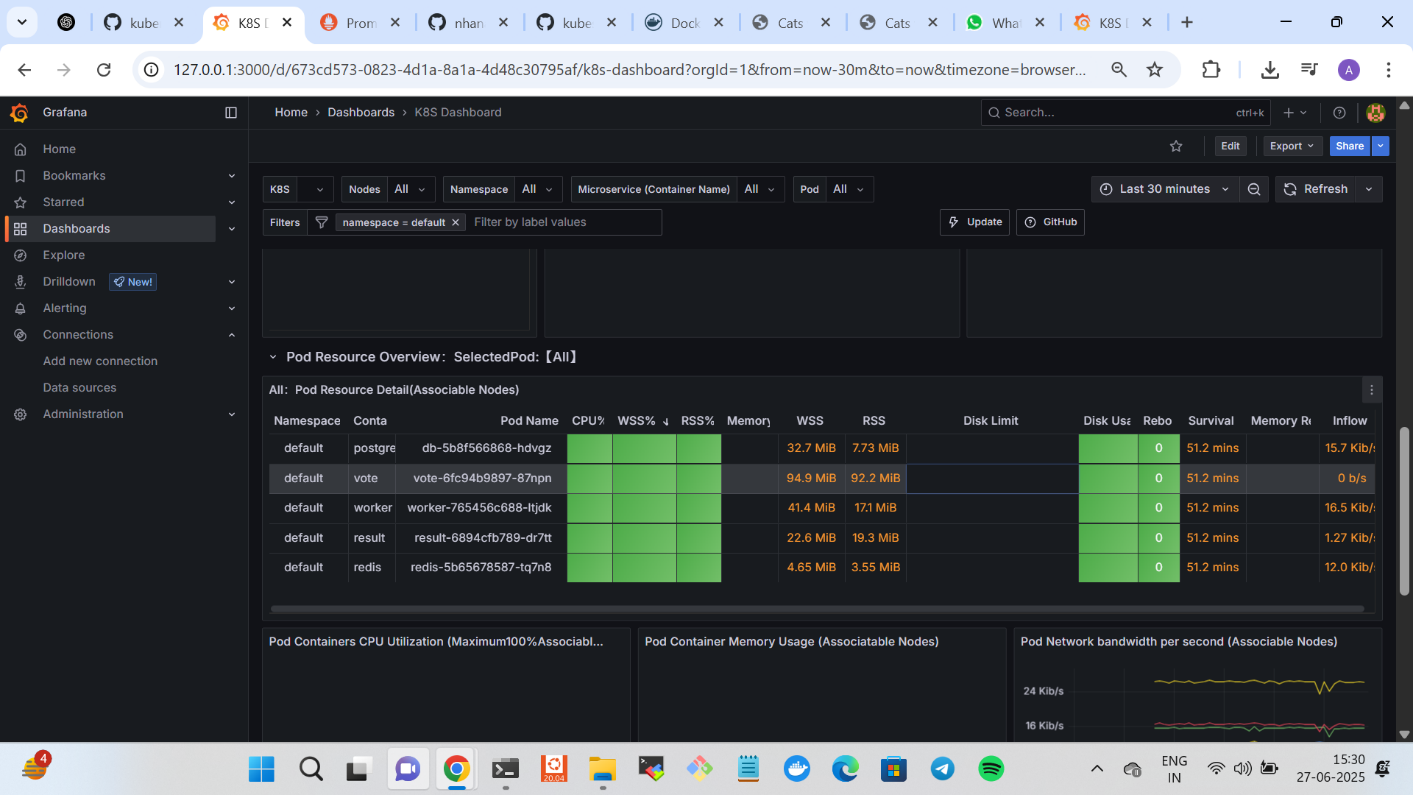 kube
K8S D
Prom
nhan
kube
Dock
Cats
Cats
What
K8S D
127.0.0.1:3000/d/673cd573-0823-4d1a-8a1a-4d48c30795af/k8s-dashboard?orgId=1&from=now-30m&to=now&timezone=browser...
A
Grafana
Home › Dashboards › K8S Dashboard
Search...
ctrl+k
Home
Bookmarks
Starred
Dashboards
Explore
Drilldown
New!
Alerting
Connections
Add new connection
Data sources
Administration
Edit
Export
Share
K8S
Nodes All
Namespace All
Microservice (Container Name) All
Pod All
Last 30 minutes
Refresh
Filters
namespace = default
Filter by label values
Update
GitHub
Pod Resource Overview：SelectedPod:【All】
All：Pod Resource Detail(Associable Nodes)
Namespace Conta Pod Name CPU% WSS% ↓ RSS% Memory WSS RSS Disk Limit Disk Usa Rebo Survival Memory Re Inflow
default postgre db-5b8f566868-hdvgz 32.7 MiB 7.73 MiB 0 51.2 mins 15.7 Kib/s
default vote vote-6fc94b9897-87npn 94.9 MiB 92.2 MiB 0 51.2 mins 0 b/s
default worker worker-765456c688-ltjdk 41.4 MiB 17.1 MiB 0 51.2 mins 16.5 Kib/s
default result result-6894cfb789-dr7tt 22.6 MiB 19.3 MiB 0 51.2 mins 1.27 Kib/s
default redis redis-5b65678587-tq7n8 4.65 MiB 3.55 MiB 0 51.2 mins 12.0 Kib/s
Pod Containers CPU Utilization (Maximum100%Associabl...
Pod Container Memory Usage (Associatable Nodes)
Pod Network bandwidth per second (Associable Nodes)
24 Kib/s
16 Kib/s
4
20.04
ENG
IN
15:30
27-06-2025